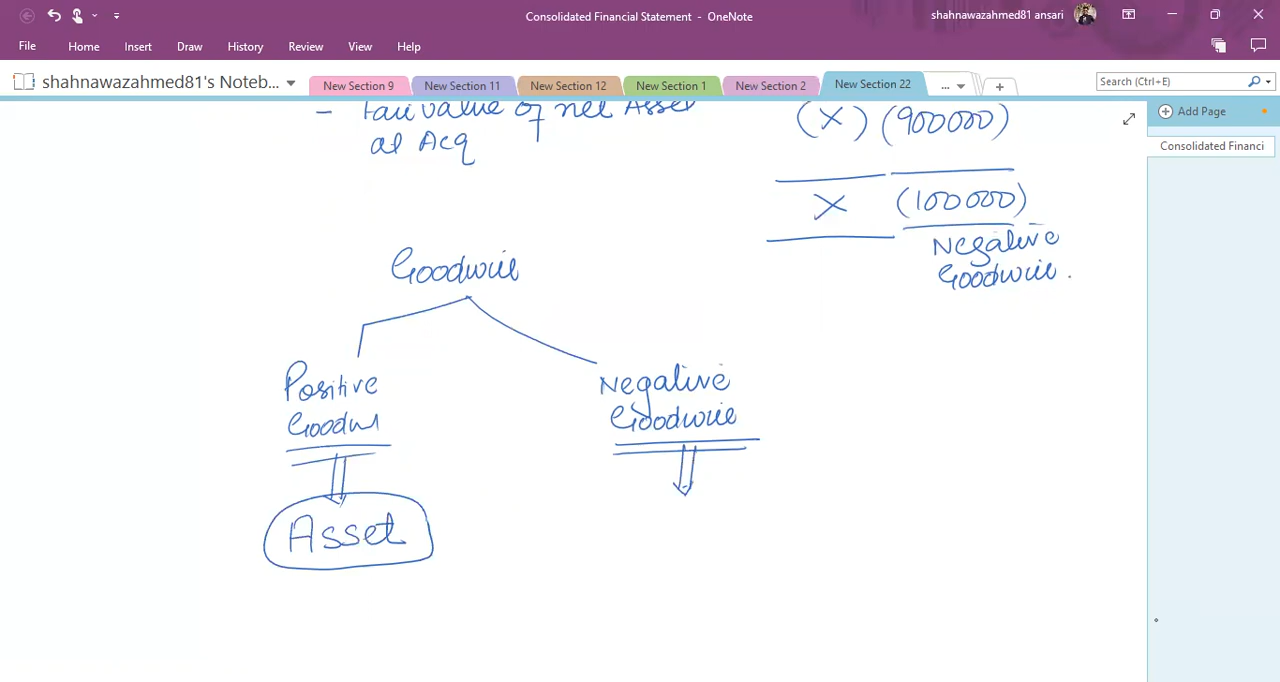 Consolidated Financial Statement - OneNote
shahnawazahmed81 ansari
File Home Insert Draw History Review View Help
shahnawazahmed81's Noteb...
New Section 9 New Section 11 New Section 12 New Section 1 New Section 2 New Section 22 ...
Search (Ctrl+E)
Add Page
Consolidated Financi
- Fair value of net Asset (X) (900000)
at Acq
X (100000)
Negative
Goodwill.
Goodwill
Positive Negative
Goodwill
Asset